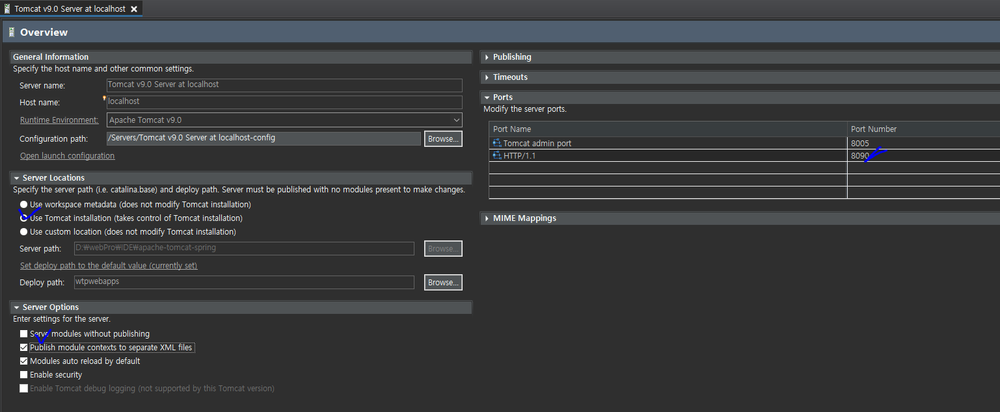 Tomcat v9.0 Server at localhost
Overview
General Information
Specify the host name and other common settings.
Server name:
Tomcat v9.0 Server at localhost
Host name:
localhost
Runtime Environment:
Apache Tomcat v9.0
Configuration path:
/Servers/Tomcat v9.0 Server at localhost-config
Browse...
Open launch configuration
Server Locations
Specify the server path (i.e. catalina.base) and deploy path. Server must be published with no modules present to make changes.
Use workspace metadata (does not modify Tomcat installation)
Use Tomcat installation (takes control of Tomcat installation)
Use custom location (does not modify Tomcat installation)
Server path:
D:₩webPro₩IDE₩apache-tomcat-spring
Browse...
Set deploy path to the default value (currently set)
Deploy path:
wtpwebapps
Browse...
Server Options
Enter settings for the server.
Serve modules without publishing
Publish module contexts to separate XML files
Modules auto reload by default
Enable security
Enable Tomcat debug logging (not supported by this Tomcat version)
Publishing
Timeouts
Ports
Modify the server ports.
Port Name Port Number
Tomcat admin port 8005
HTTP/1.1 8090
MIME Mappings